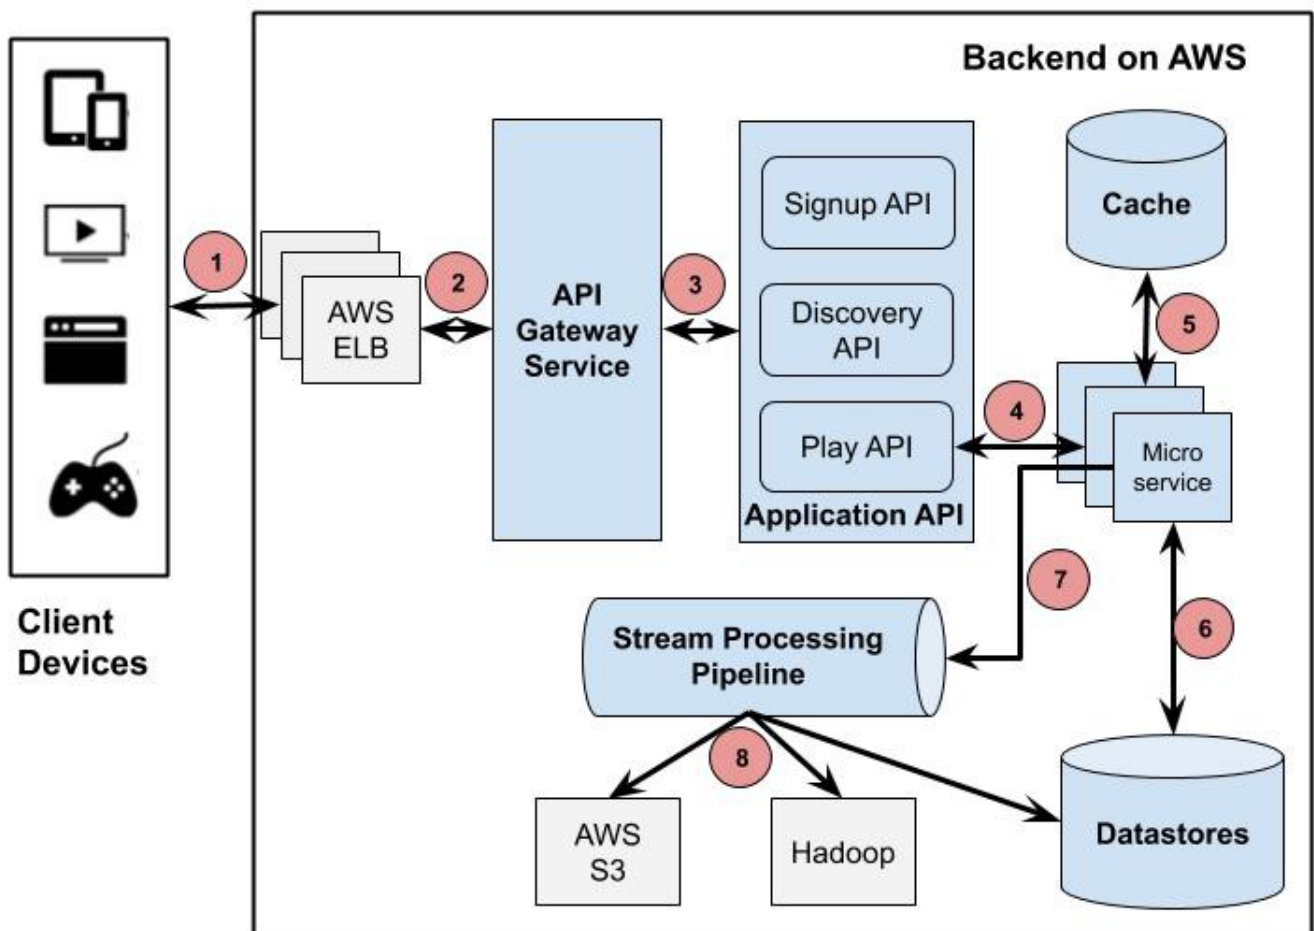 Backend on AWS
Client
Devices
1
AWS
ELB
2
API
Gateway
Service
3
Signup API
Discovery
API
Play API
Application API
4
Cache
5
Micro
service
6
7
Stream Processing
Pipeline
8
AWS
S3
Hadoop
Datastores